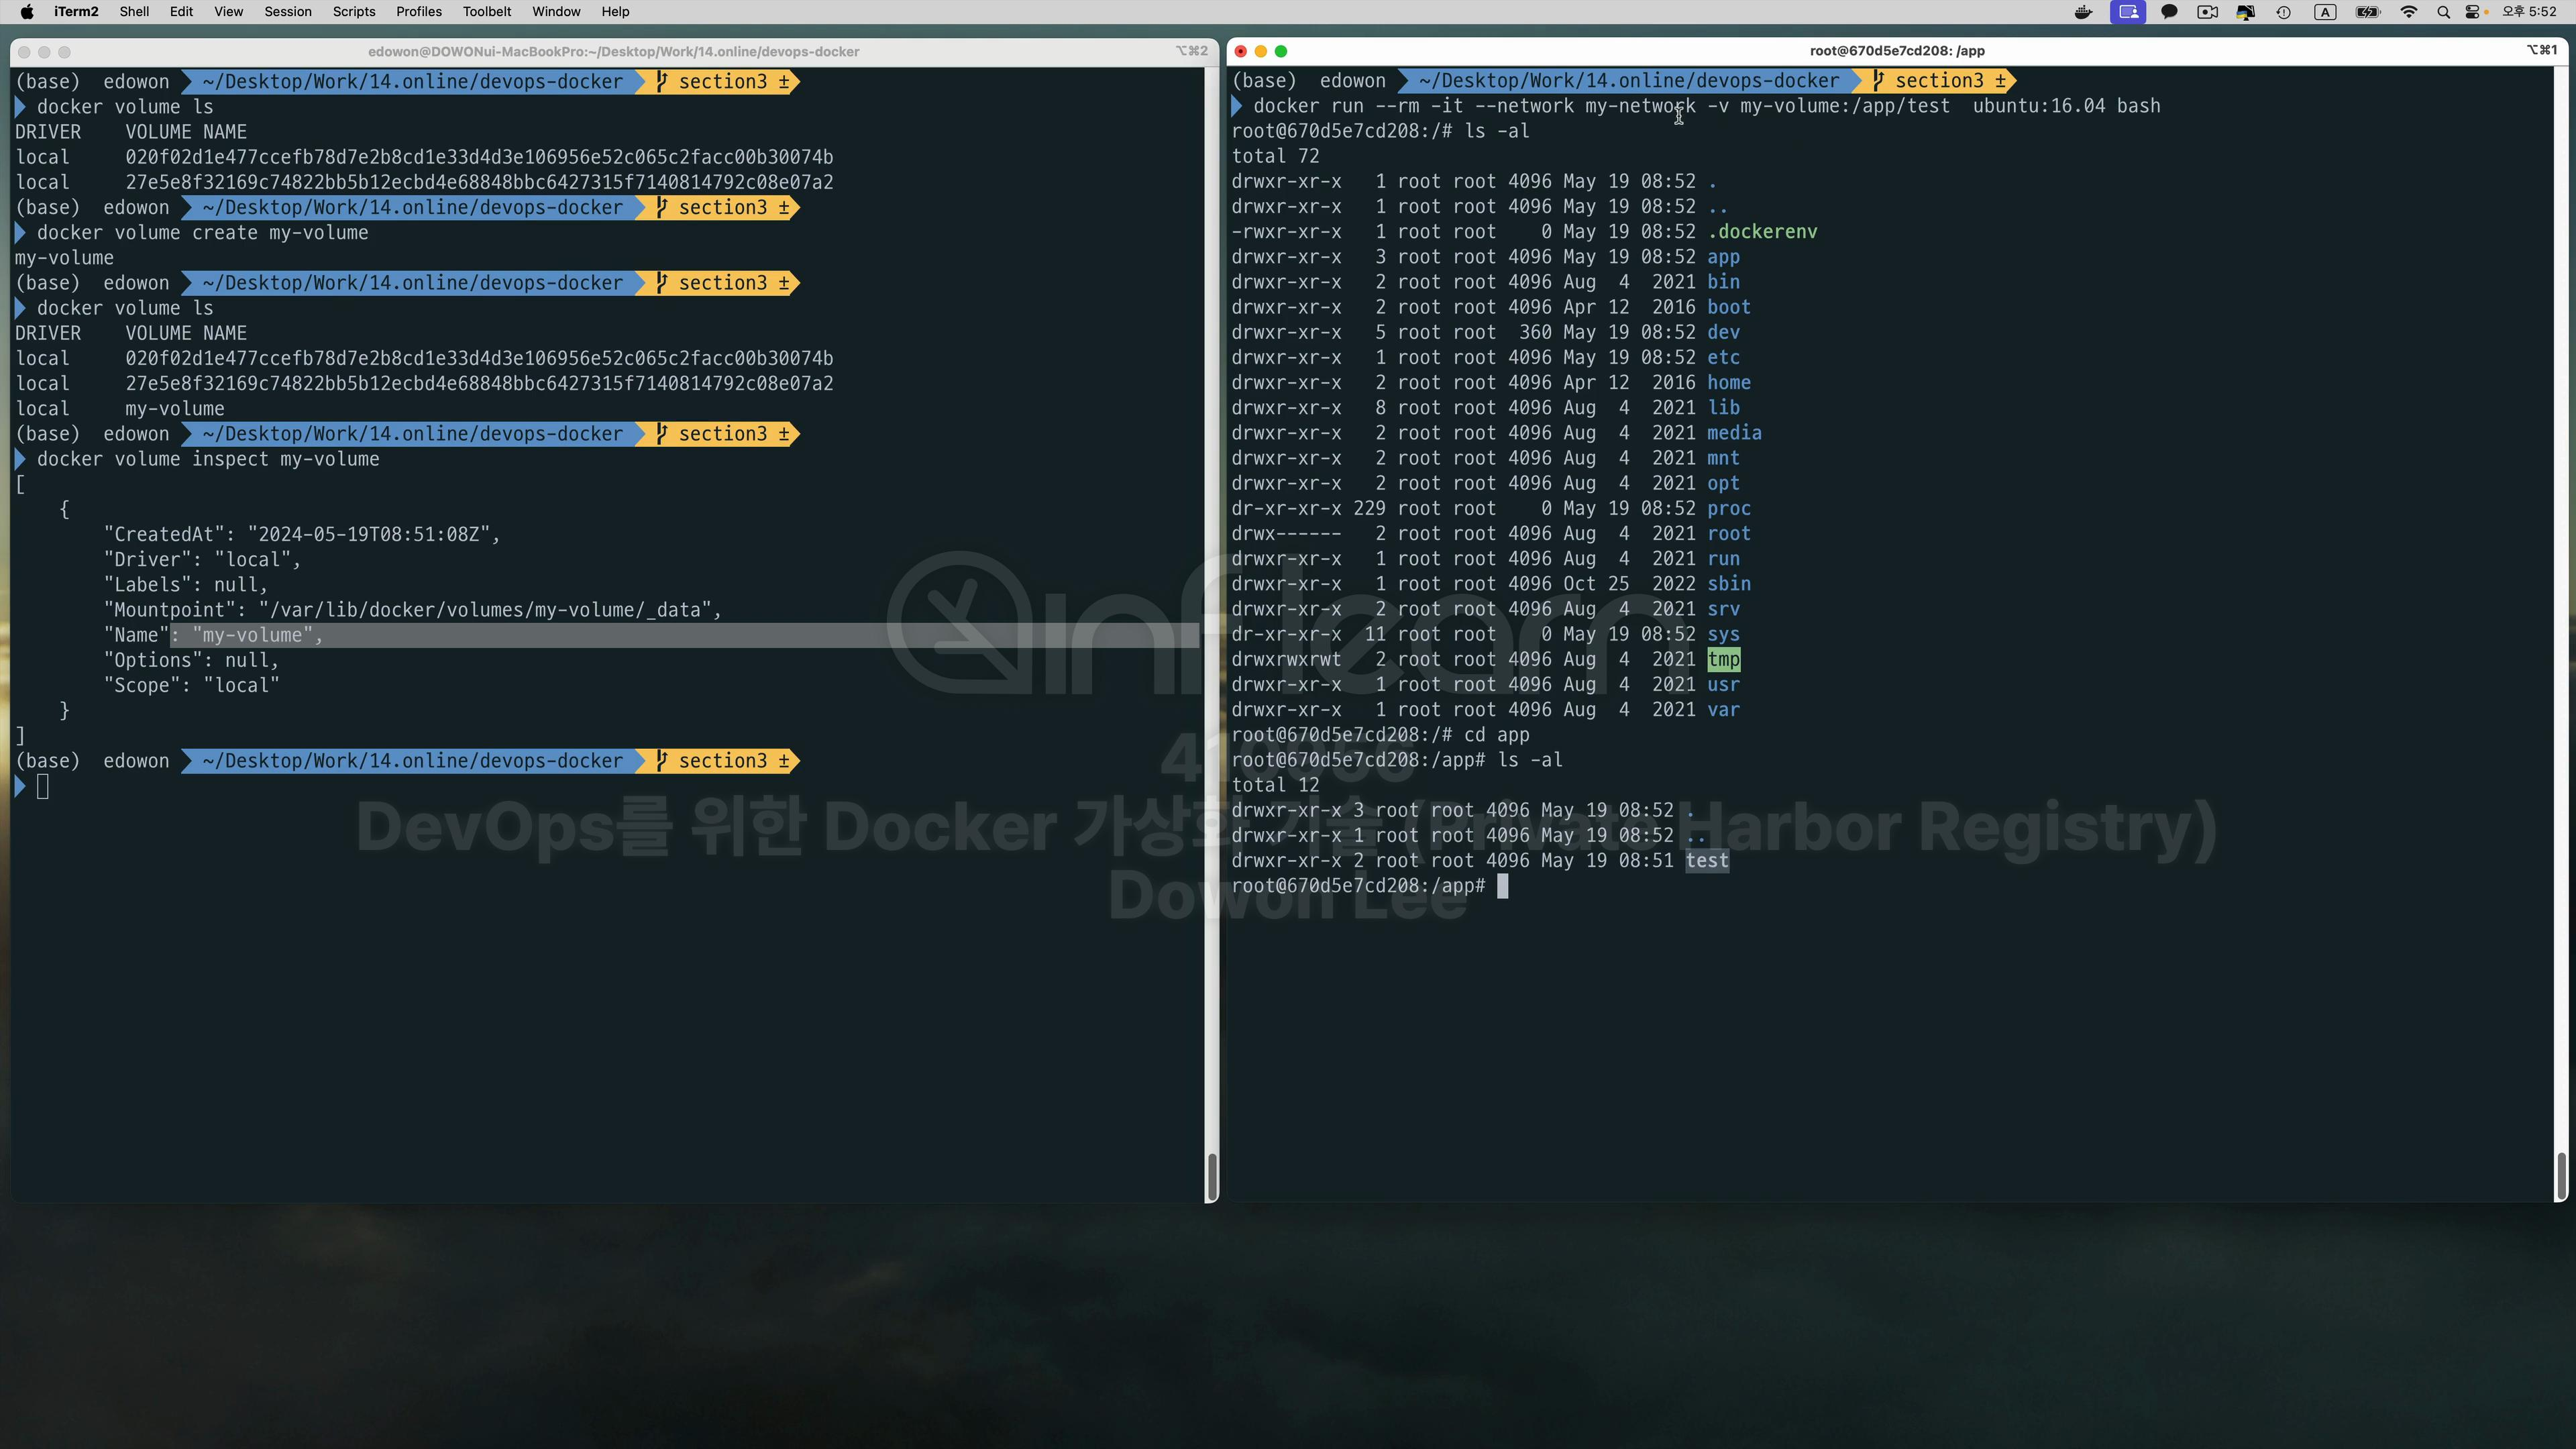 iTerm2 Shell Edit View Session Scripts Profiles Toolbelt Window Help
A 오후 5:52
edowon@DOWONui-MacBookPro:~/Desktop/Work/14.online/devops-docker ⌥⌘2
(base) edowon ~/Desktop/Work/14.online/devops-docker section3 ±
docker volume ls
DRIVER VOLUME NAME
local 020f02d1e477ccefb78d7e2b8cd1e33d4d3e106956e52c065c2facc00b30074b
local 27e5e8f32169c74822bb5b12ecbd4e68848bbc6427315f7140814792c08e07a2
(base) edowon ~/Desktop/Work/14.online/devops-docker section3 ±
docker volume create my-volume
my-volume
(base) edowon ~/Desktop/Work/14.online/devops-docker section3 ±
docker volume ls
DRIVER VOLUME NAME
local 020f02d1e477ccefb78d7e2b8cd1e33d4d3e106956e52c065c2facc00b30074b
local 27e5e8f32169c74822bb5b12ecbd4e68848bbc6427315f7140814792c08e07a2
local my-volume
(base) edowon ~/Desktop/Work/14.online/devops-docker section3 ±
docker volume inspect my-volume
[
{
"CreatedAt": "2024-05-19T08:51:08Z",
"Driver": "local",
"Labels": null,
"Mountpoint": "/var/lib/docker/volumes/my-volume/_data",
"Name": "my-volume",
"Options": null,
"Scope": "local"
}
]
(base) edowon ~/Desktop/Work/14.online/devops-docker section3 ±
root@670d5e7cd208: /app ⌥⌘1
(base) edowon ~/Desktop/Work/14.online/devops-docker section3 ±
docker run --rm -it --network my-network -v my-volume:/app/test ubuntu:16.04 bash
root@670d5e7cd208:/# ls -al
total 72
drwxr-xr-x 1 root root 4096 May 19 08:52 .
drwxr-xr-x 1 root root 4096 May 19 08:52 ..
-rwxr-xr-x 1 root root 0 May 19 08:52 .dockerenv
drwxr-xr-x 3 root root 4096 May 19 08:52 app
drwxr-xr-x 2 root root 4096 Aug 4 2021 bin
drwxr-xr-x 2 root root 4096 Apr 12 2016 boot
drwxr-xr-x 5 root root 360 May 19 08:52 dev
drwxr-xr-x 1 root root 4096 May 19 08:52 etc
drwxr-xr-x 2 root root 4096 Apr 12 2016 home
drwxr-xr-x 8 root root 4096 Aug 4 2021 lib
drwxr-xr-x 2 root root 4096 Aug 4 2021 media
drwxr-xr-x 2 root root 4096 Aug 4 2021 mnt
drwxr-xr-x 2 root root 4096 Aug 4 2021 opt
dr-xr-xr-x 229 root root 0 May 19 08:52 proc
drwx------ 2 root root 4096 Aug 4 2021 root
drwxr-xr-x 1 root root 4096 Aug 4 2021 run
drwxr-xr-x 1 root root 4096 Oct 25 2022 sbin
drwxr-xr-x 2 root root 4096 Aug 4 2021 srv
dr-xr-xr-x 11 root root 0 May 19 08:52 sys
drwxrwxrwt 2 root root 4096 Aug 4 2021 tmp
drwxr-xr-x 1 root root 4096 Aug 4 2021 usr
drwxr-xr-x 1 root root 4096 Aug 4 2021 var
root@670d5e7cd208:/# cd app
root@670d5e7cd208:/app# ls -al
total 12
drwxr-xr-x 3 root root 4096 May 19 08:52 .
drwxr-xr-x 1 root root 4096 May 19 08:52 ..
drwxr-xr-x 2 root root 4096 May 19 08:51 test
root@670d5e7cd208:/app#
inflearn
DevOps를 위한 Docker 가상화 기술 (Private Harbor Registry)
Dowon Lee